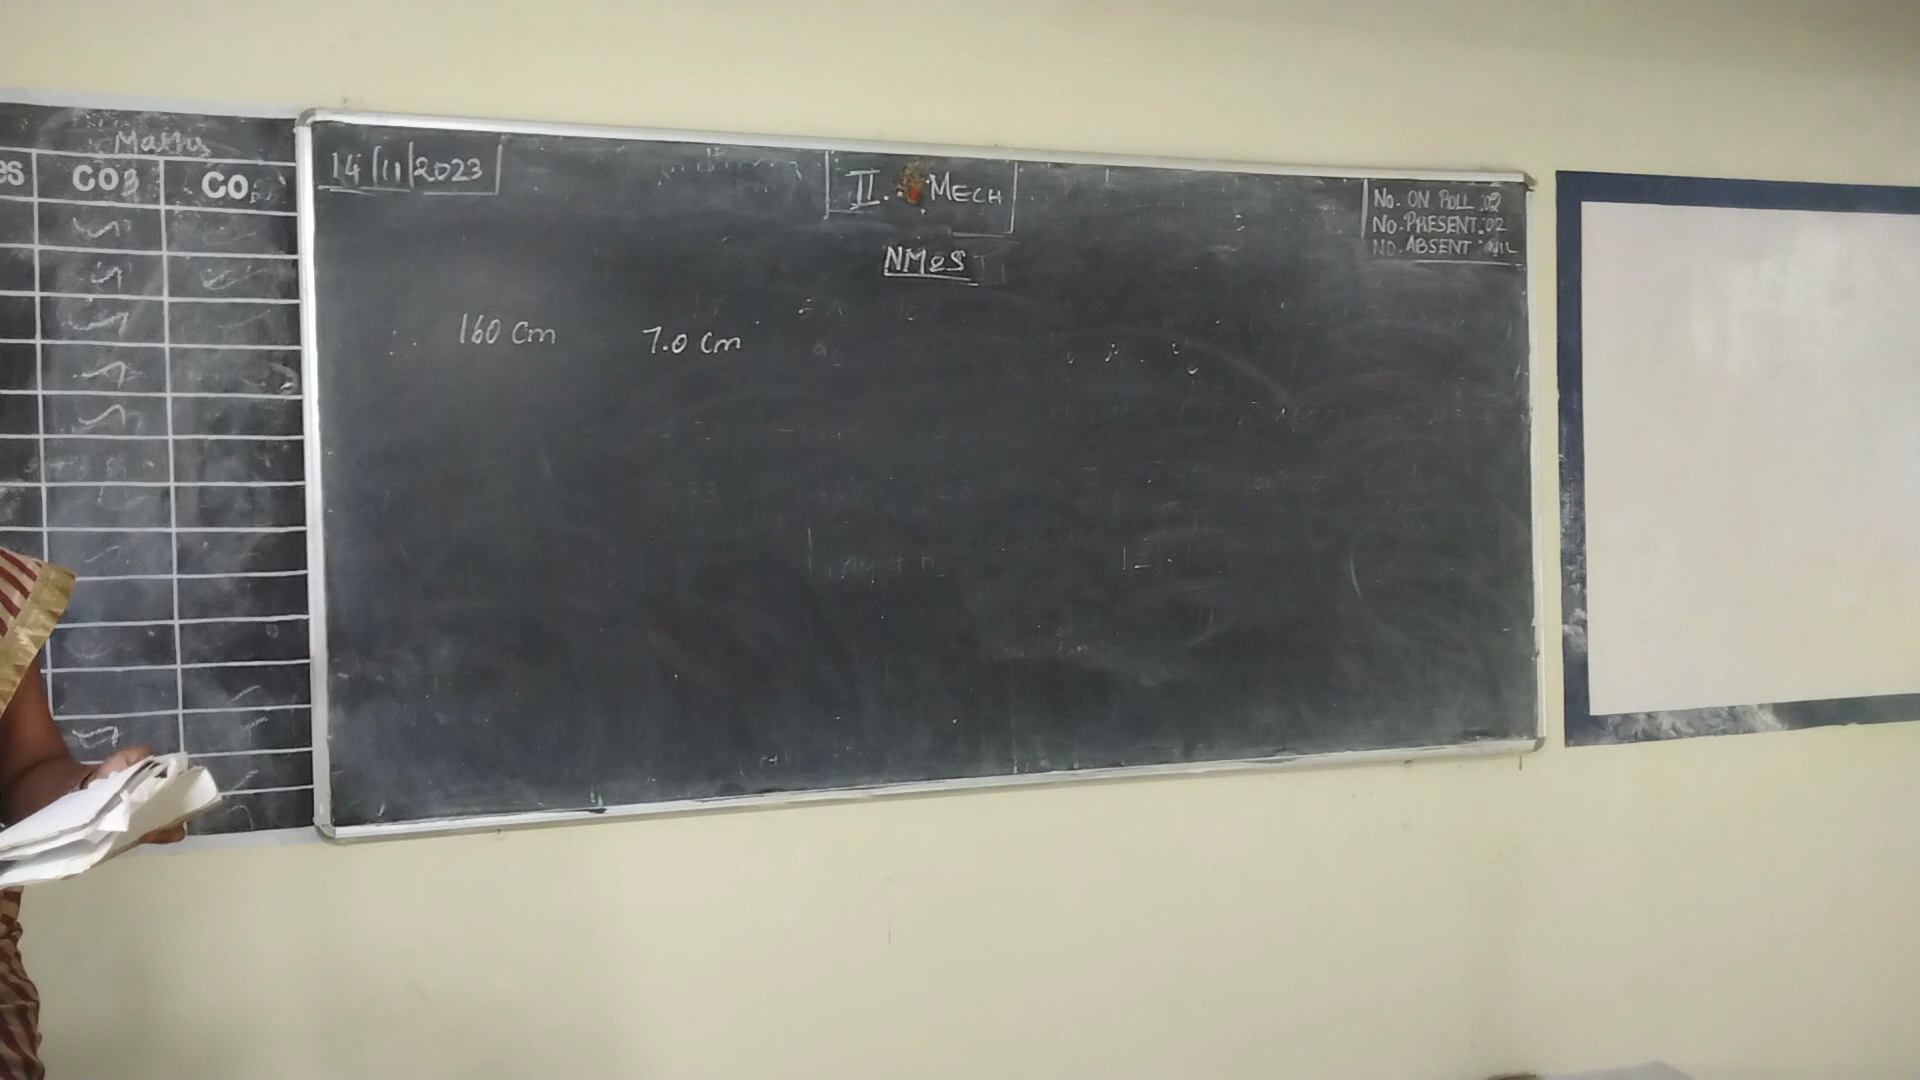 Maths
CO3 CO
14/11/2023
II. MECH
No. ON ROLL :02
No. PRESENT :02
NO. ABSENT : NIL
NMOS
160 cm 7.0 cm